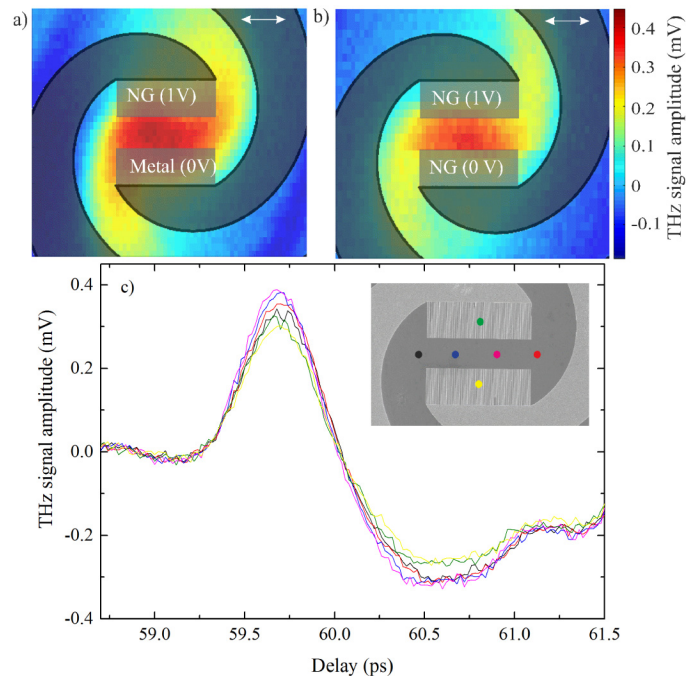 a)
NG (1V)
Metal (0V)
b)
NG (1V)
NG (0 V)
0.4
0.3
0.2
0.1
0
-0.1
THz signal amplitude (mV)
c)
0.4
0.2
0.0
-0.2
-0.4
THz signal amplitude (mV)
59.0
59.5
60.0
60.5
61.0
61.5
Delay (ps)